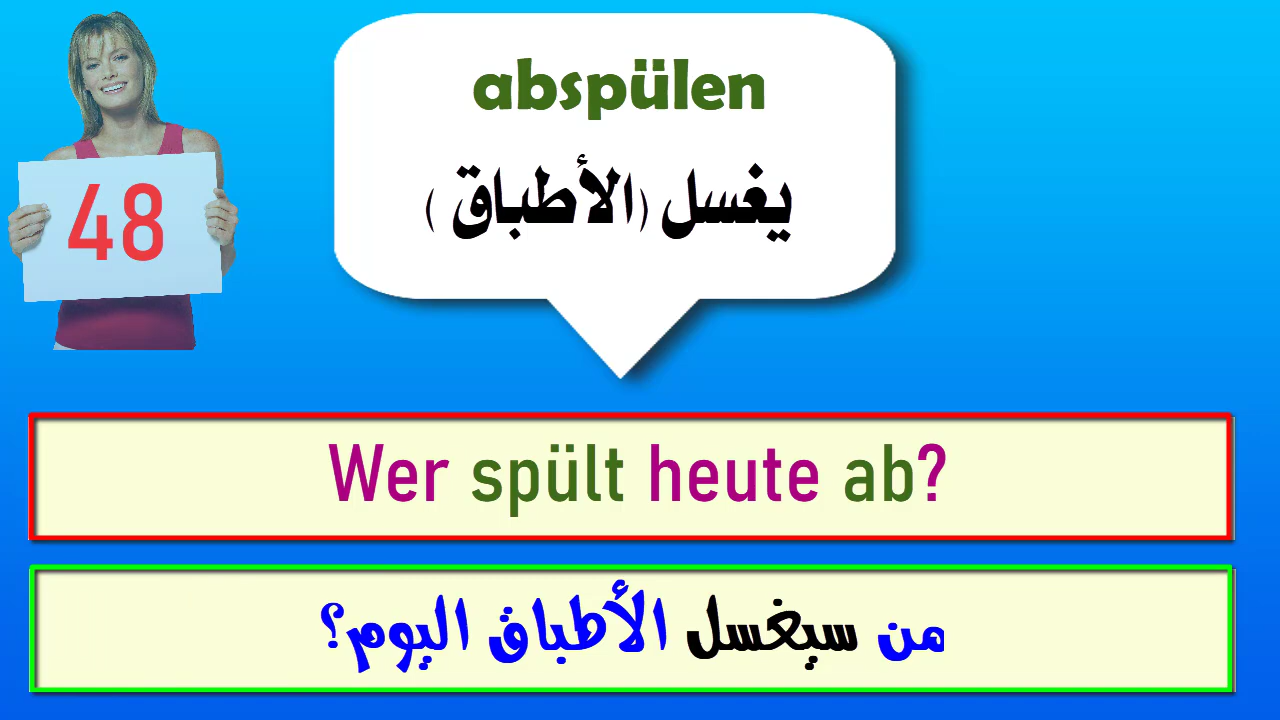 abspülen
يغسل (الأطباق )
48
Wer spült heute ab?
من سيغسل الأطباق اليوم؟